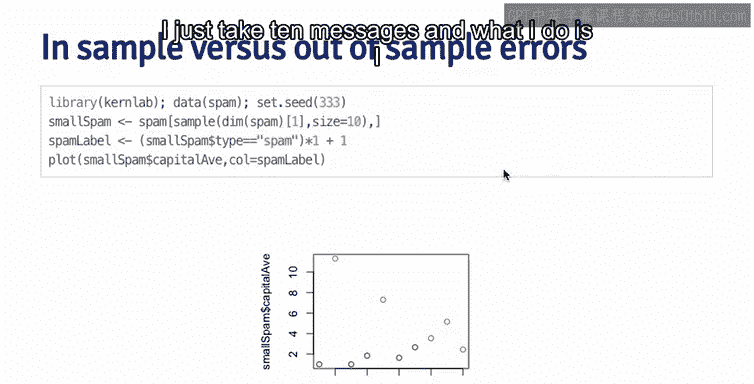 I just take ten messages and what I do is
I
In sample versus out of sample errors
library(kernlab); data(spam); set.seed(333)
smallSpam <- spam[sample(dim(spam)[1],size=10),]
spamLabel <- (smallSpam$type=="spam")*1 + 1
plot(smallSpam$capitalAve,col=spamLabel)
smallSpam$capitalAve
10
8
6
4
2